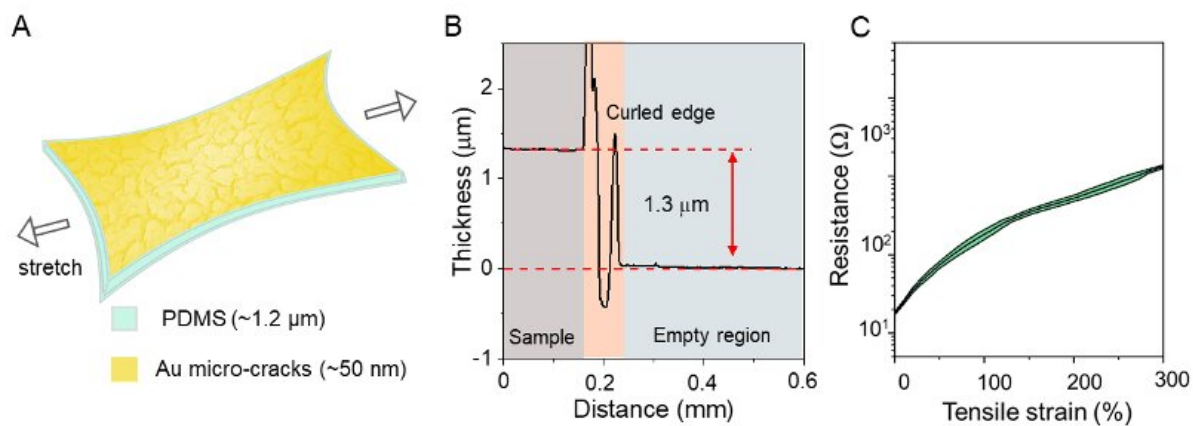 A
stretch
PDMS (~1.2 μm)
Au micro-cracks (~50 nm)
B
Thickness (μm)
2
1
0
-1
Curled edge
1.3 μm
Sample
Empty region
0
0.2
0.4
0.6
Distance (mm)
C
Resistance (Ω)
10³
10²
10¹
0
100
200
300
Tensile strain (%)